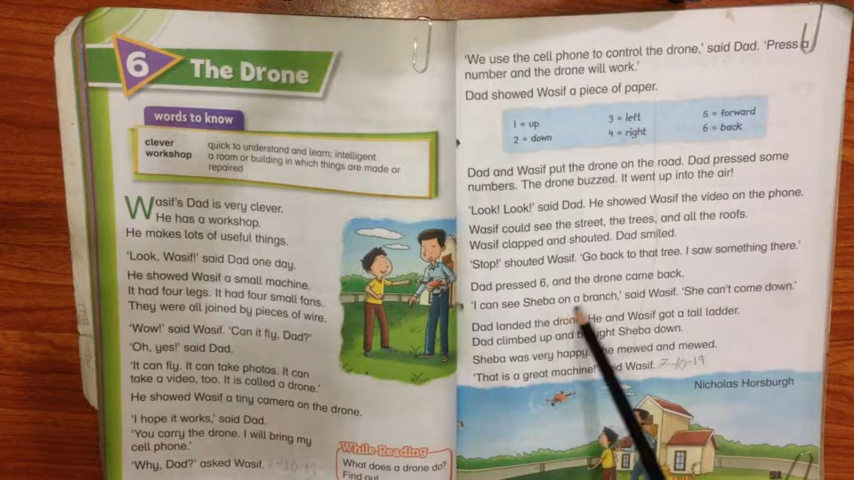 6 The Drone
words to know
clever quick to understand and learn; intelligent
workshop a room or building in which things are made or
repaired
Wasif's Dad is very clever.
He has a workshop.
He makes lots of useful things.
'Look, Wasif!' said Dad one day.
He showed Wasif a small machine.
It had four legs. It had four small fans.
They were all joined by pieces of wire.
'Wow!' said Wasif. 'Can it fly, Dad?'
'Oh, yes!' said Dad.
'It can fly. It can take photos. It can
take a video, too. It is called a drone.'
He showed Wasif a tiny camera on the drone.
'I hope it works,' said Dad.
'You carry the drone. I will bring my
cell phone.'
'Why, Dad?' asked Wasif.
While Reading
What does a drone do?
Find out.
'We use the cell phone to control the drone,' said Dad. 'Press a
number and the drone will work.'
Dad showed Wasif a piece of paper.
1 = up 3 = left 5 = forward
2 = down 4 = right 6 = back
Dad and Wasif put the drone on the road. Dad pressed some
numbers. The drone buzzed. It went up into the air!
'Look! Look!' said Dad. He showed Wasif the video on the phone.
Wasif could see the street, the trees, and all the roofs.
Wasif clapped and shouted. Dad smiled.
'Stop!' shouted Wasif. 'Go back to that tree. I saw something there.'
Dad pressed 6, and the drone came back.
'I can see Sheba on a branch,' said Wasif. 'She can't come down.'
Dad landed the He and Wasif got a tall ladder.
Dad climbed up and Sheba down.
Sheba was very happy. mewed and mewed.
'That is a great machine!' Wasif. 7-10-19
Nicholas Horsburgh
51